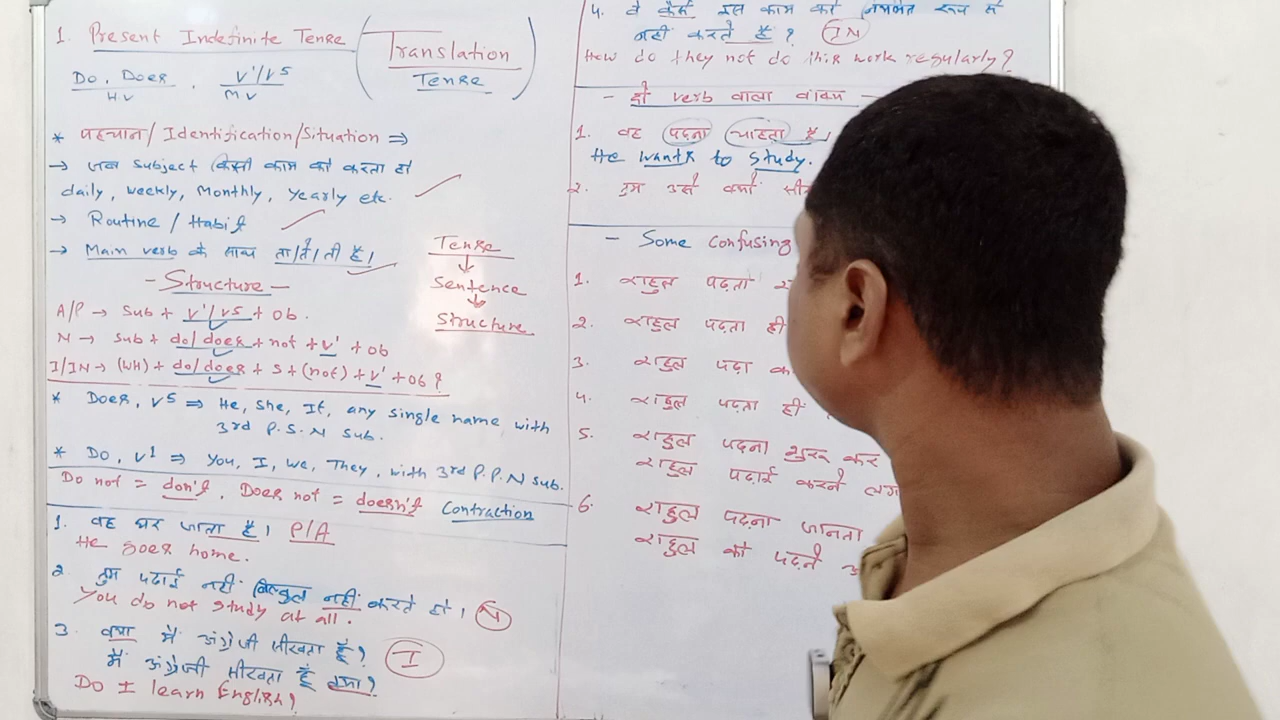 1. Present Indefinite Tense (Translation
Tense)
Do, Does . V¹/V⁵
HV MV
* पहचान/Identification/Situation ⇒
→ जब subject किसी काम को करता हो
daily, weekly, Monthly, Yearly etc.
→ Routine / Habit
→ Main verb के साथ ता/ते/ती है।
Tense
↓
Sentence
↓
Structure
- Structure -
A/P → Sub + V¹/V⁵ + Ob.
N → Sub + do/does + not + V¹ + Ob
I/IN → (WH) + do/does + S + (not) + V¹ + Ob ?
* Does, V⁵ ⇒ He, She, It, any single name with
3rd P.S.N sub.
* Do, V¹ ⇒ You, I, We, They, with 3rd P.P.N sub.
Do not = don't, Does not = doesn't Contraction
1. वह घर जाता है। P/A
He goes home.
2. तुम पढ़ाई नहीं बिल्कुल नहीं करते हो। N
You do not study at all.
3. क्या मैं अंग्रेजी सीखता हूँ?
मैं अंग्रेजी सीखता हूँ क्या? I
Do I learn English?
4. वे कैसे इस काम को नियमित रूप से
नहीं करते हैं? IN
How do they not do this work regularly?
- दो verb वाला वाक्य -
1. वह पढ़ना चाहता है।
He wants to study.
2. तुम उसे क्यों
- Some Confusing
1. राहुल पढ़ता
2. राहुल पढ़ता ही
3. राहुल पढ़ा
4. राहुल पढ़ता ही
5. राहुल पढ़ना शुरू कर
राहुल पढ़ाई करने
6. राहुल पढ़ना जानता
राहुल को पढ़ने